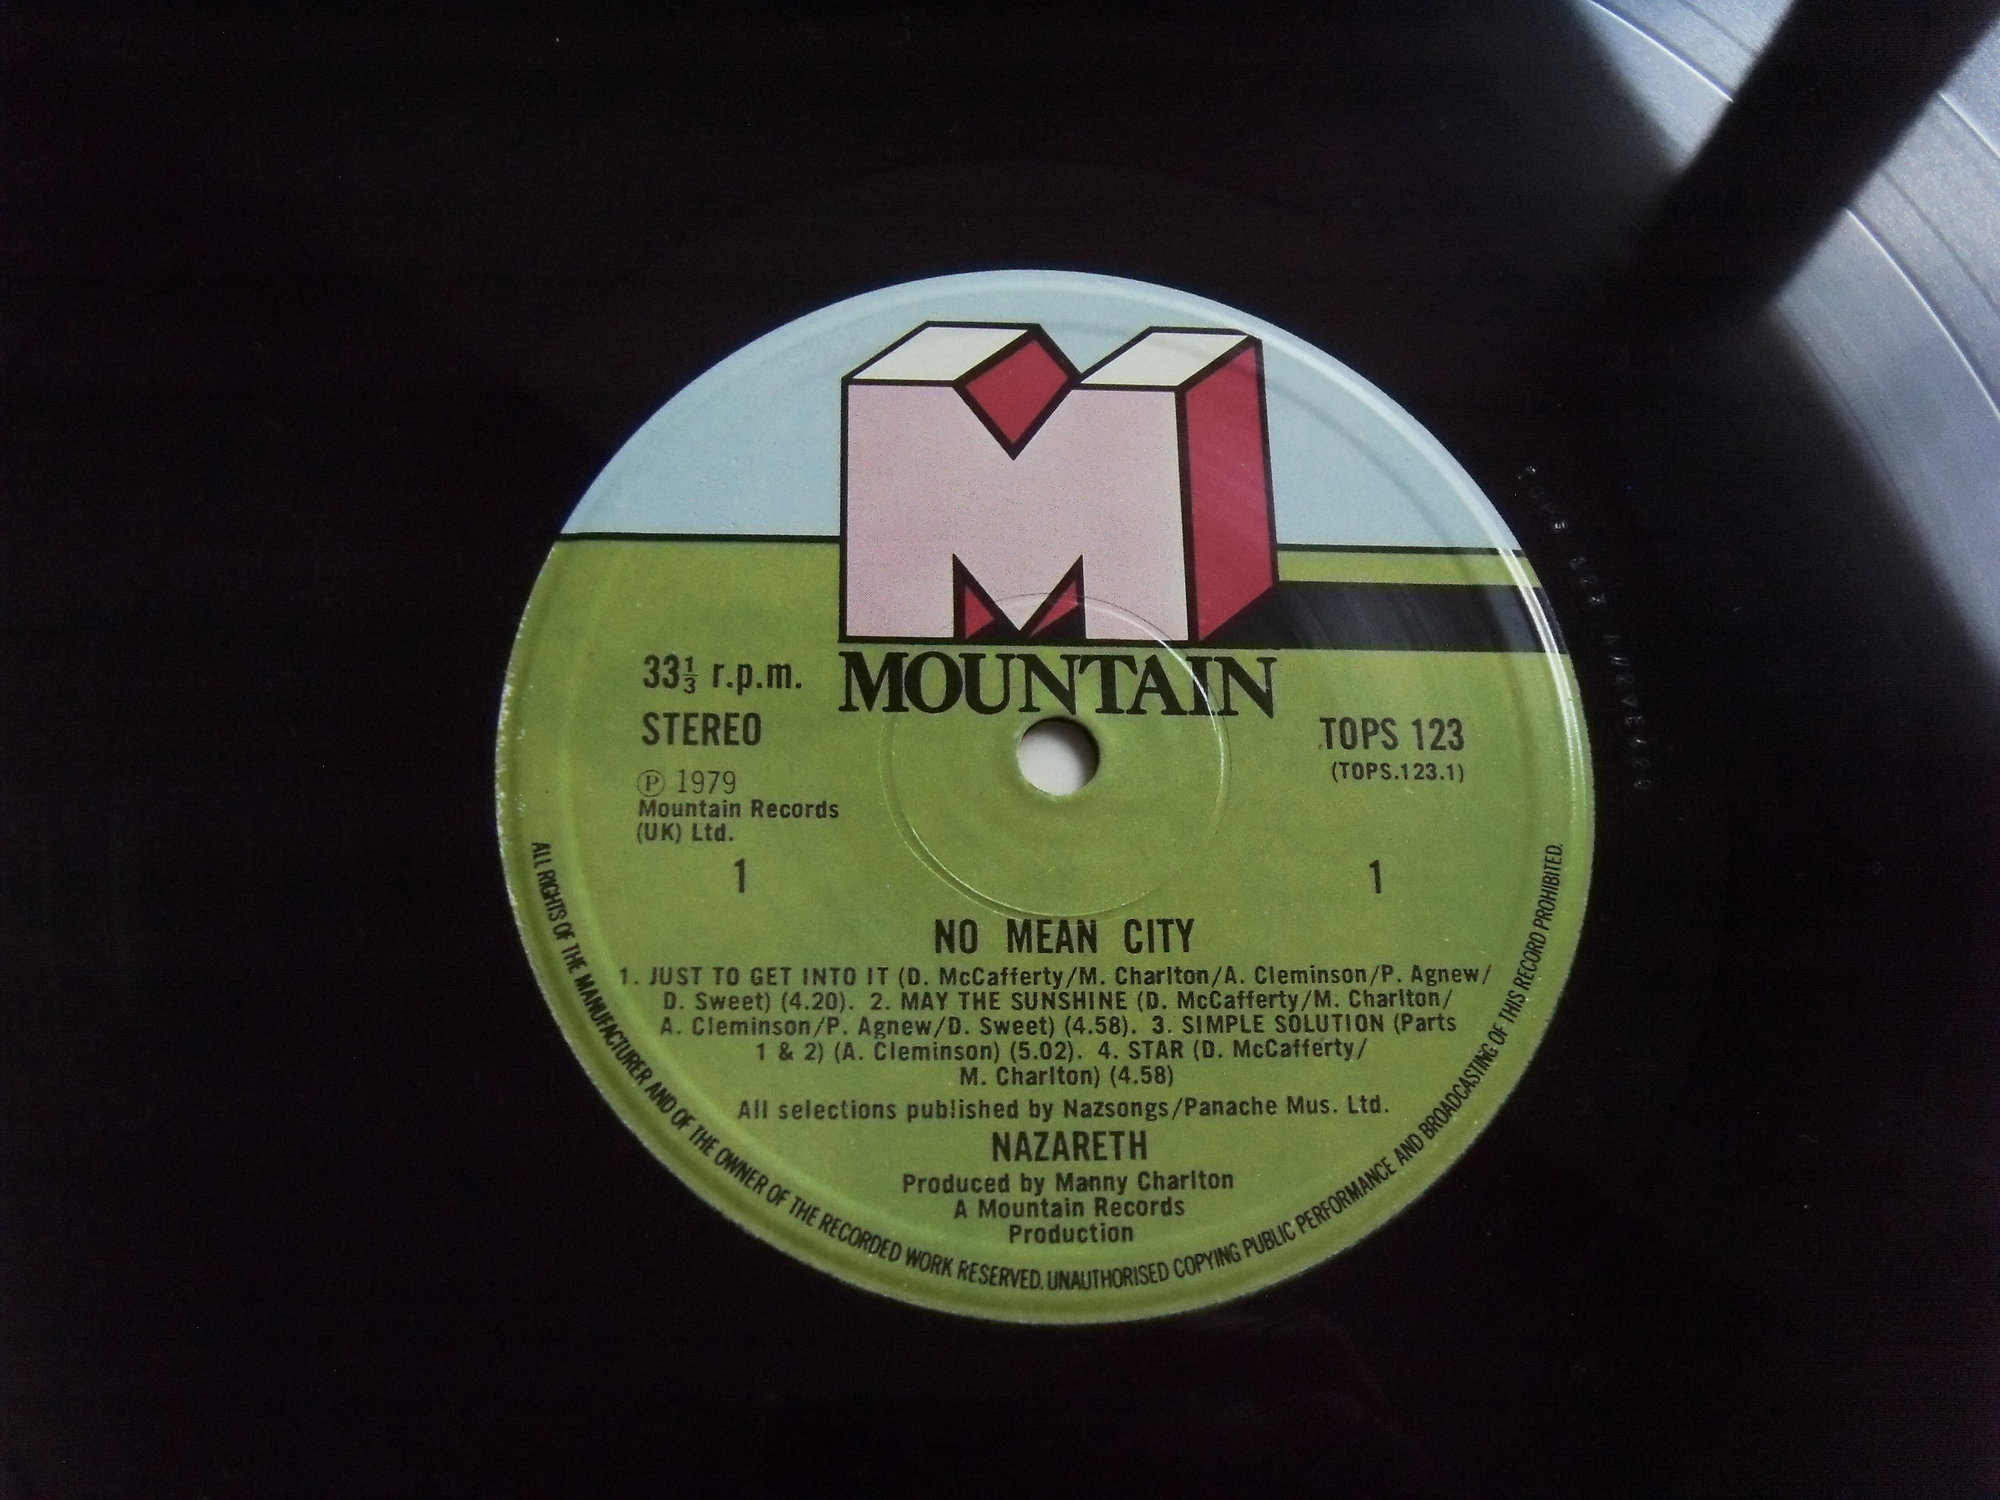 M
MOUNTAIN
33⅓ r.p.m.
STEREO
Ⓟ 1979
Mountain Records
(UK) Ltd.
TOPS 123
(TOPS.123.1)
1
1
NO MEAN CITY
1. JUST TO GET INTO IT (D. McCafferty/M. Charlton/A. Cleminson/P. Agnew/
D. Sweet) (4.20). 2. MAY THE SUNSHINE (D. McCafferty/M. Charlton/
A. Cleminson/P. Agnew/D. Sweet) (4.58). 3. SIMPLE SOLUTION (Parts
1 & 2) (A. Cleminson) (5.02). 4. STAR (D. McCafferty/
M. Charlton) (4.58)
All selections published by Nazsongs/Panache Mus. Ltd.
NAZARETH
Produced by Manny Charlton
A Mountain Records
Production
ALL RIGHTS OF THE MANUFACTURER AND OF THE OWNER OF THE RECORDED WORK RESERVED. UNAUTHORISED COPYING PUBLIC PERFORMANCE AND BROADCASTING OF THIS RECORD PROHIBITED.